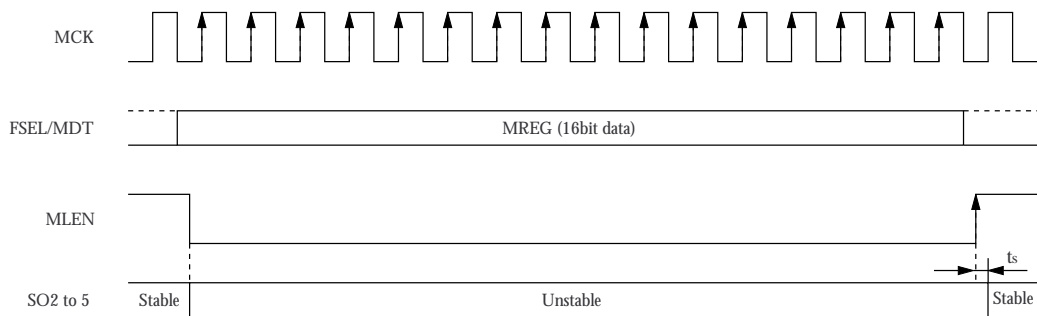 MCK
FSEL/MDT
MREG (16bit data)
MLEN
ts
SO2 to 5
Stable
Unstable
Stable